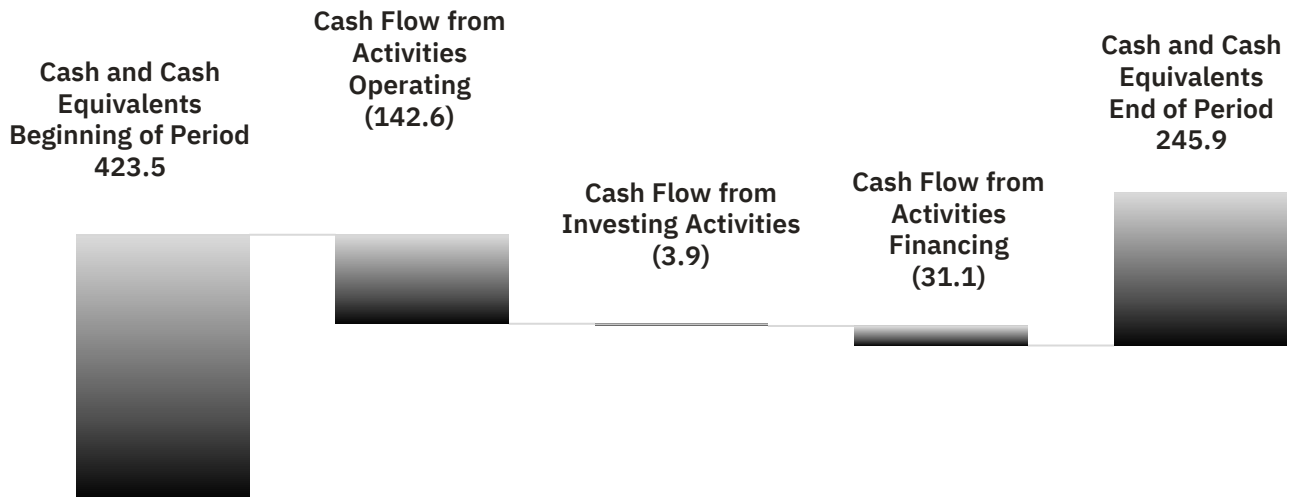 Cash and Cash
Equivalents
Beginning of Period
423.5
Cash Flow from
Activities
Operating
(142.6)
Cash Flow from
Investing Activities
(3.9)
Cash Flow from
Activities
Financing
(31.1)
Cash and Cash
Equivalents
End of Period
245.9